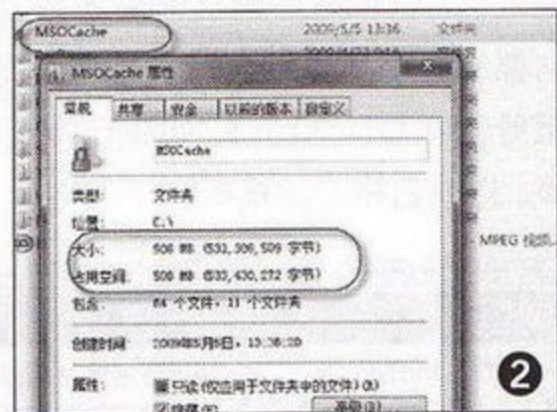 MSOCache 2009/5/5 13:36 文件夹
MSOCache 属性
常规 共享 安全 以前的版本 自定义
MSOCache
类型: 文件夹
位置: C:\
大小: 508 MB (533,306,509 字节)
占用空间: 508 MB (533,430,272 字节)
包含: 84 个文件，11 个文件夹
- MPEG 视频
创建时间: 2009年5月5日，13:36:20
属性: 只读(仅应用于文件夹中的文件)(R)
隐藏(H) 高级(D)
2